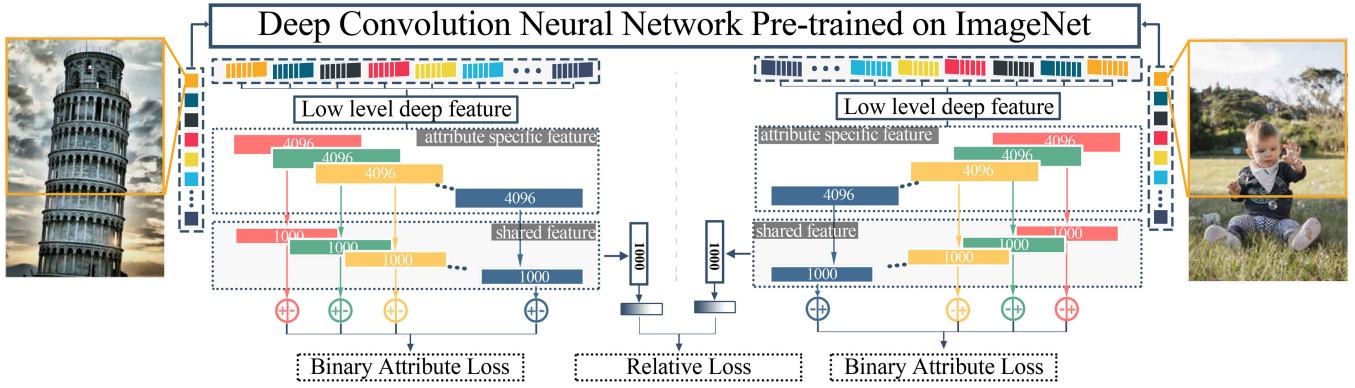 Deep Convolution Neural Network Pre-trained on ImageNet
Low level deep feature
attribute specific feature
4096
4096
4096
4096
shared feature
1000
1000
1000
1000
1000
Binary Attribute Loss
Relative Loss
Low level deep feature
attribute specific feature
4096
4096
4096
4096
shared feature
1000
1000
1000
1000
1000
Binary Attribute Loss